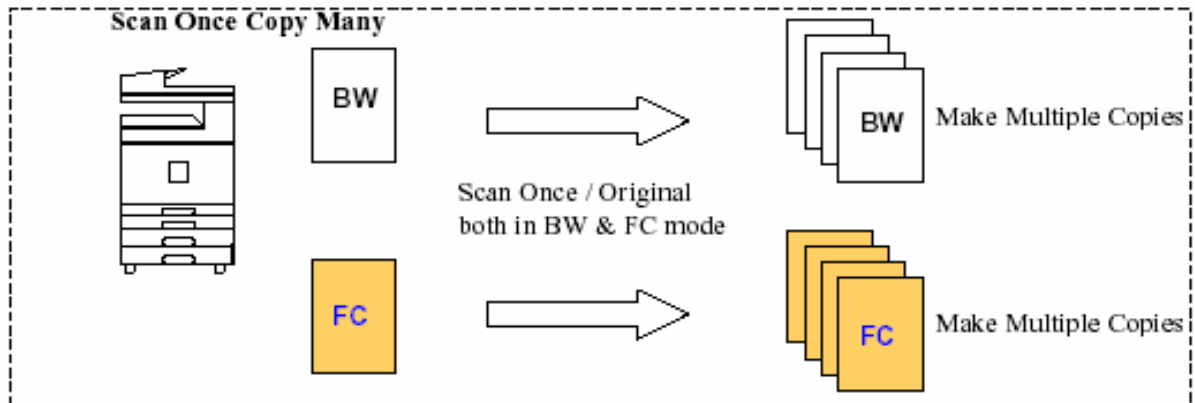 Scan Once Copy Many
BW
BW
Make Multiple Copies
Scan Once / Original
both in BW & FC mode
FC
FC
Make Multiple Copies